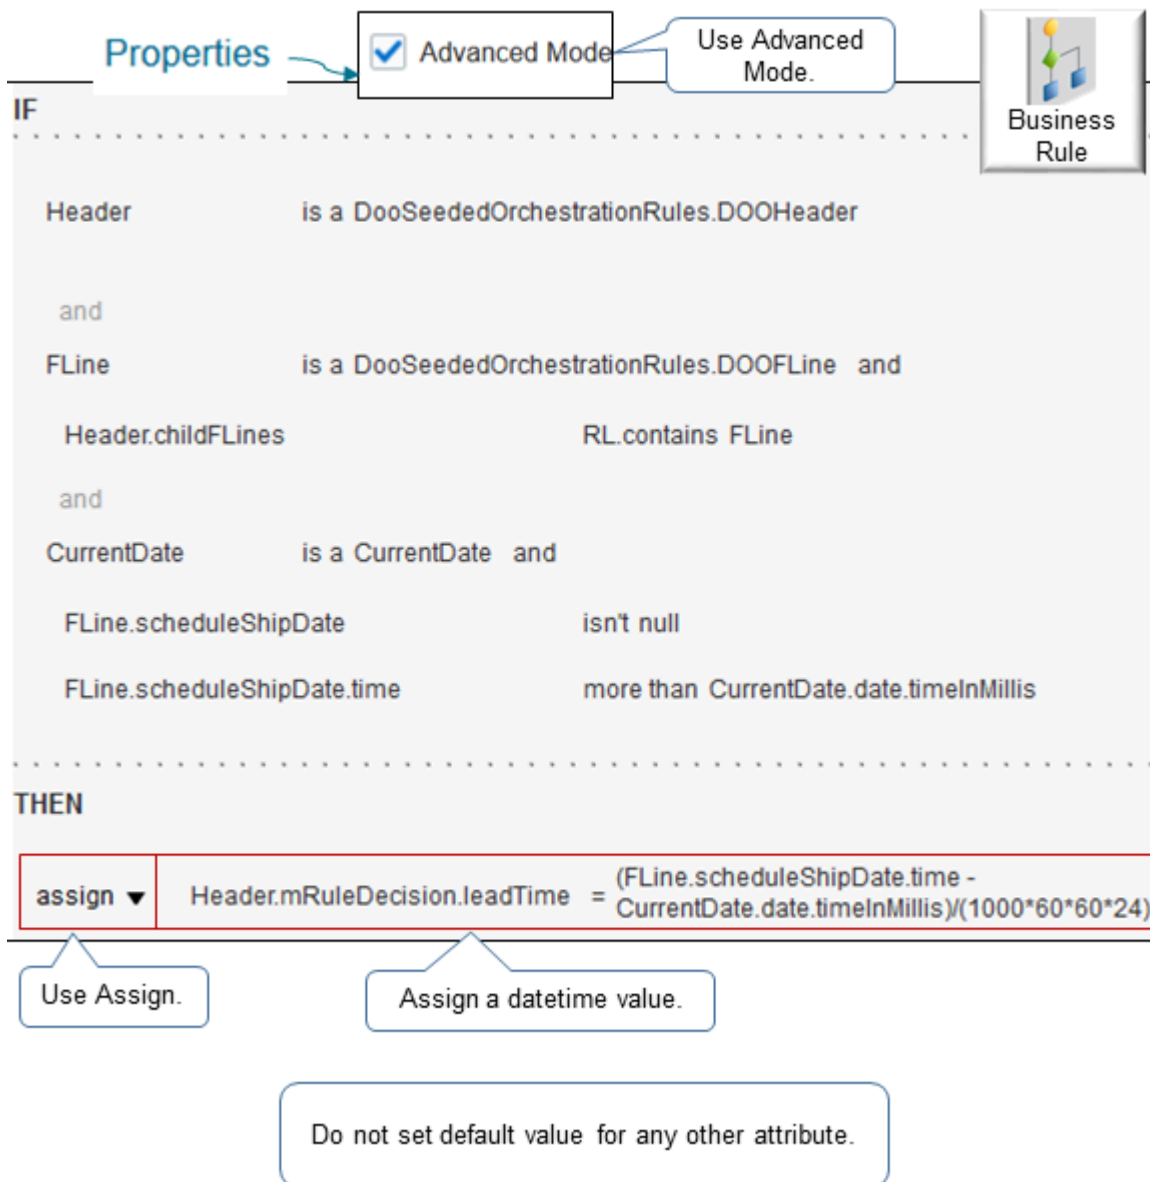 Properties
Advanced Mode
Use Advanced
Mode.
Business
Rule
IF
Header is a DooSeededOrchestrationRules.DOOHeader
and
FLine is a DooSeededOrchestrationRules.DOOFLine and
Header.childFLines RL.contains FLine
and
CurrentDate is a CurrentDate and
FLine.scheduleShipDate isn't null
FLine.scheduleShipDate.time more than CurrentDate.date.timeInMillis
THEN
assign Header.mRuleDecision.leadTime = (FLine.scheduleShipDate.time -
CurrentDate.date.timeInMillis)/(1000*60*60*24)
Use Assign.
Assign a datetime value.
Do not set default value for any other attribute.